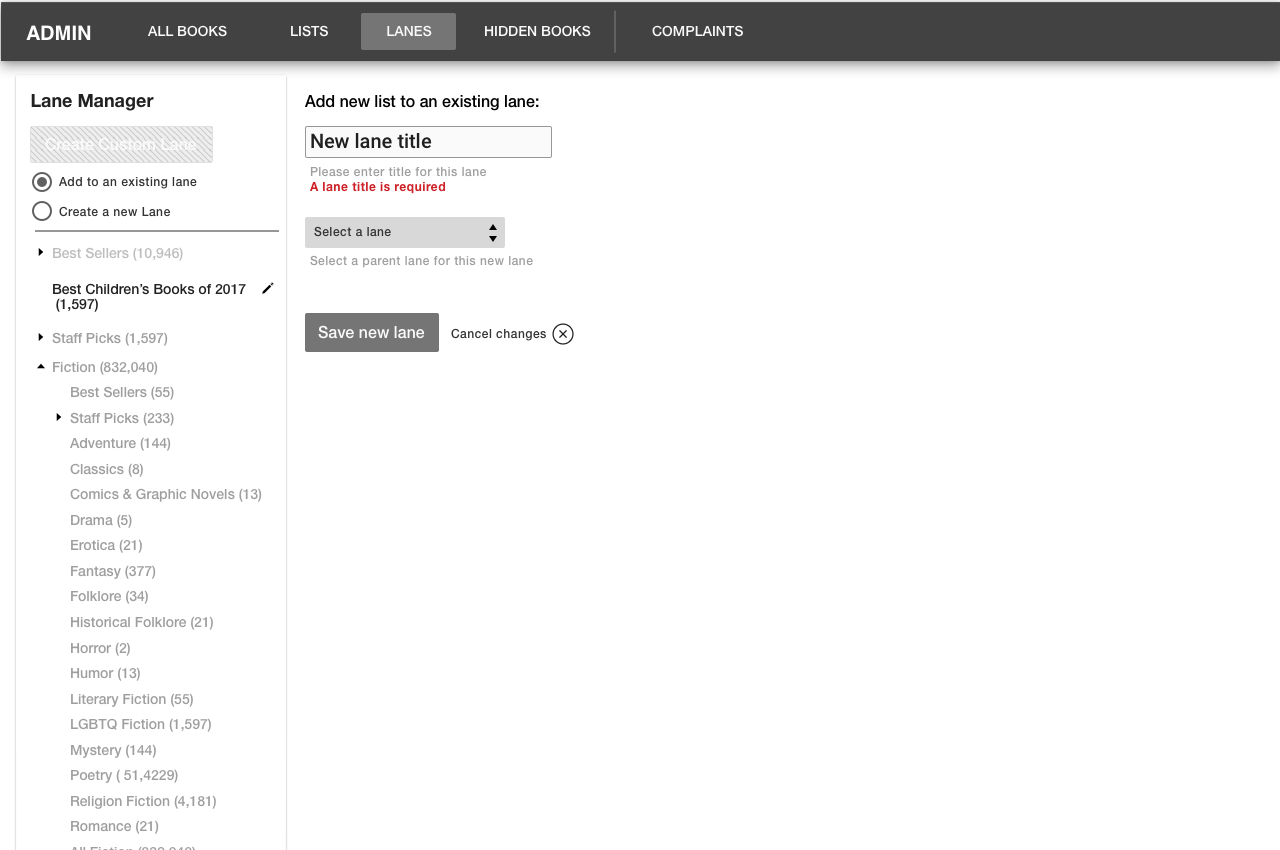 ADMIN ALL BOOKS LISTS LANES HIDDEN BOOKS COMPLAINTS
Lane Manager
Create Custom Lane
Add to an existing lane
Create a new Lane
Best Sellers (10,946)
Best Children’s Books of 2017
(1,597)
Staff Picks (1,597)
Fiction (832,040)
Best Sellers (55)
Staff Picks (233)
Adventure (144)
Classics (8)
Comics & Graphic Novels (13)
Drama (5)
Erotica (21)
Fantasy (377)
Folklore (34)
Historical Folklore (21)
Horror (2)
Humor (13)
Literary Fiction (55)
LGBTQ Fiction (1,597)
Mystery (144)
Poetry ( 51,4229)
Religion Fiction (4,181)
Romance (21)
All Fiction
Add new list to an existing lane:
New lane title
Please enter title for this lane
A lane title is required
Select a lane
Select a parent lane for this new lane
Save new lane Cancel changes